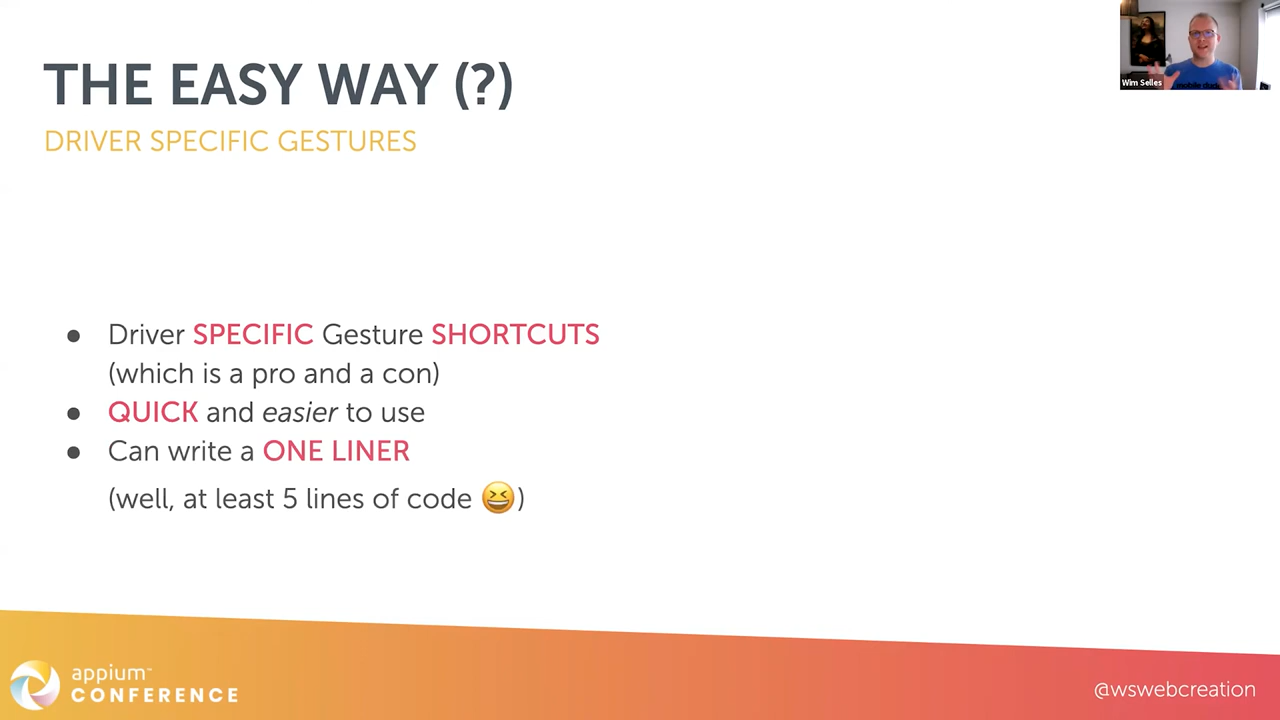 THE EASY WAY (?)
DRIVER SPECIFIC GESTURES
Wim Selles
● Driver SPECIFIC Gesture SHORTCUTS
(which is a pro and a con)
● QUICK and easier to use
● Can write a ONE LINER
(well, at least 5 lines of code 😆)
appium™
CONFERENCE
@wswebcreation